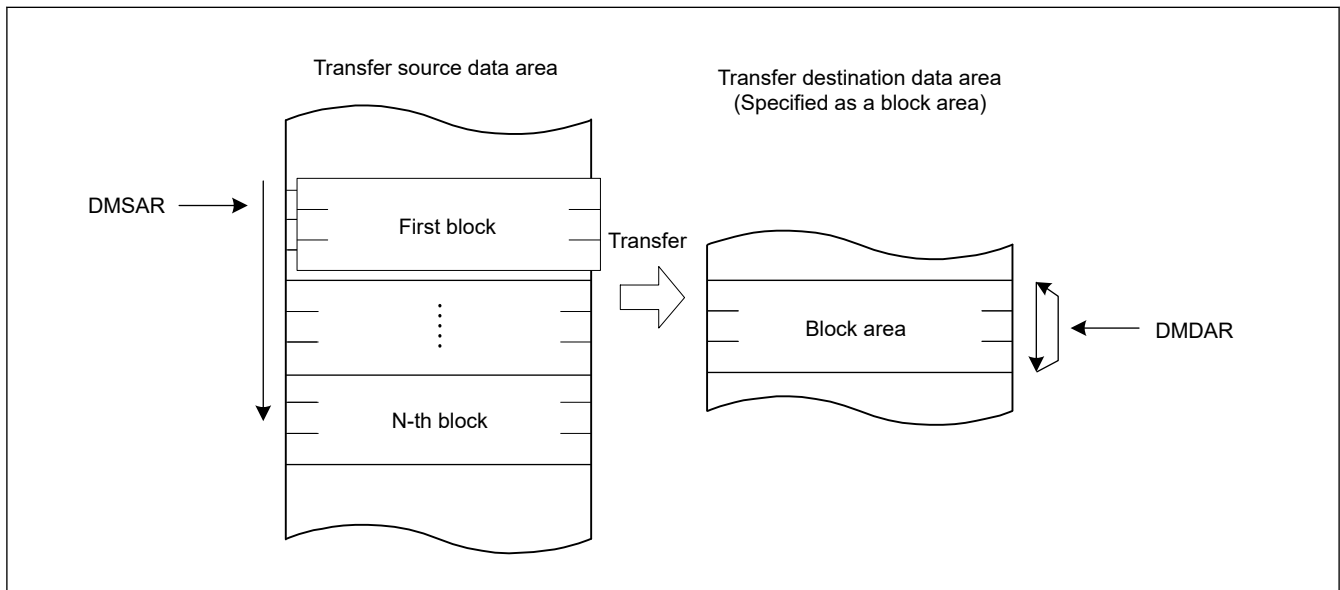 Transfer source data area
Transfer destination data area
(Specified as a block area)
DMSAR
First block
Transfer
Block area
DMDAR
N-th block